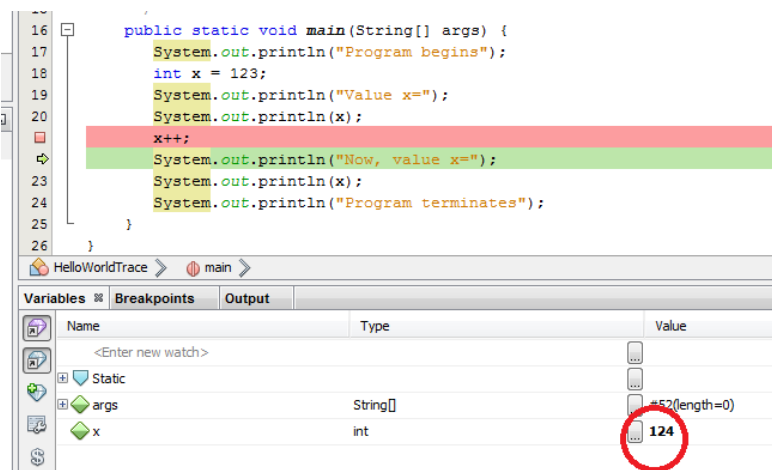 16 public static void main(String[] args) {
17 System.out.println("Program begins");
18 int x = 123;
19 System.out.println("Value x=");
20 System.out.println(x);
x++;
System.out.println("Now, value x=");
23 System.out.println(x);
24 System.out.println("Program terminates");
25 }
26 }
HelloWorldTrace main
Variables Breakpoints Output
Name Type Value
<Enter new watch> ...
Static ...
args String[] ... #52(length=0)
x int ... 124